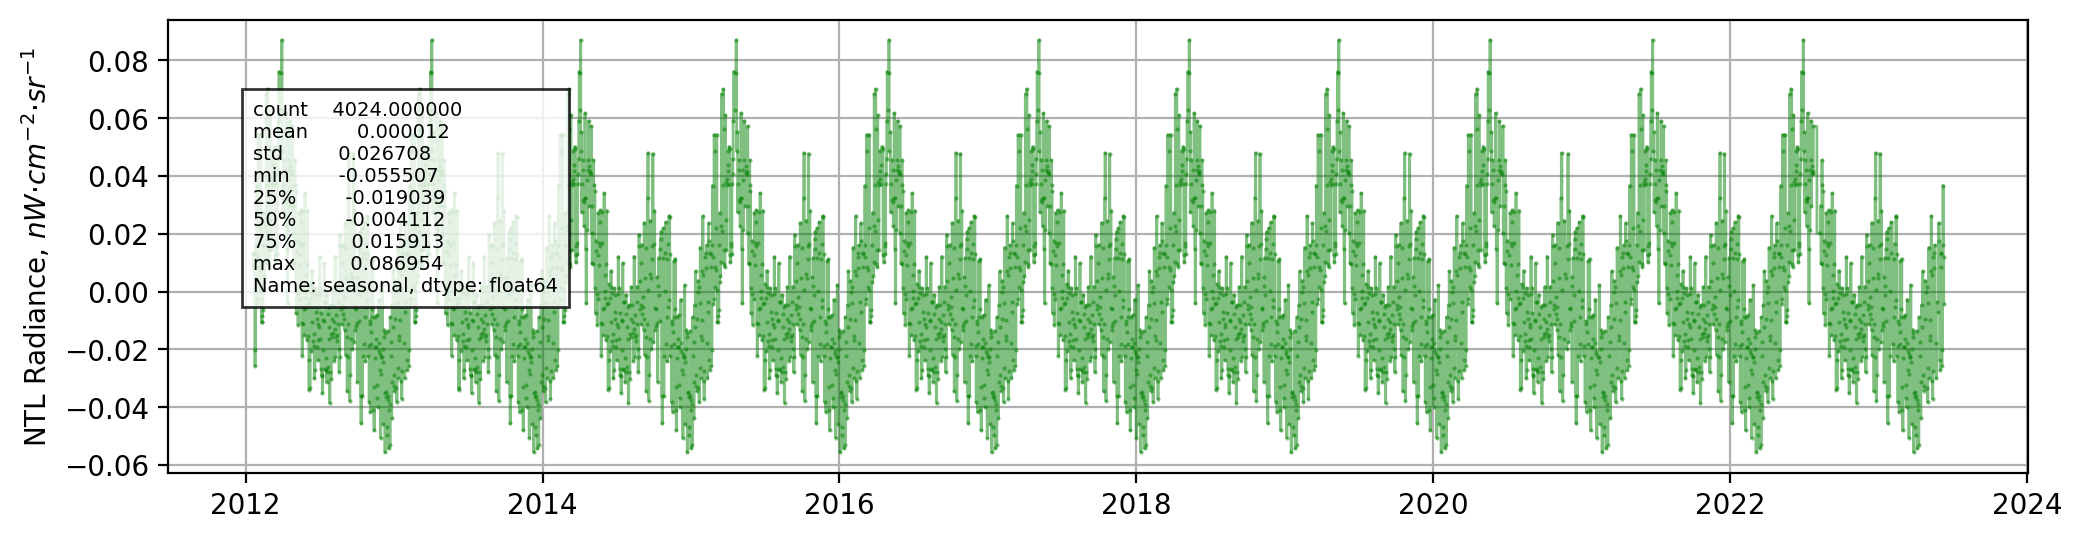 NTL Radiance, nW·cm⁻²·sr⁻¹
0.08
0.06
0.04
0.02
0.00
−0.02
−0.04
−0.06
count 4024.000000
mean 0.000012
std 0.026708
min -0.055507
25% -0.019039
50% -0.004112
75% 0.015913
max 0.086954
Name: seasonal, dtype: float64
2012 2014 2016 2018 2020 2022 2024